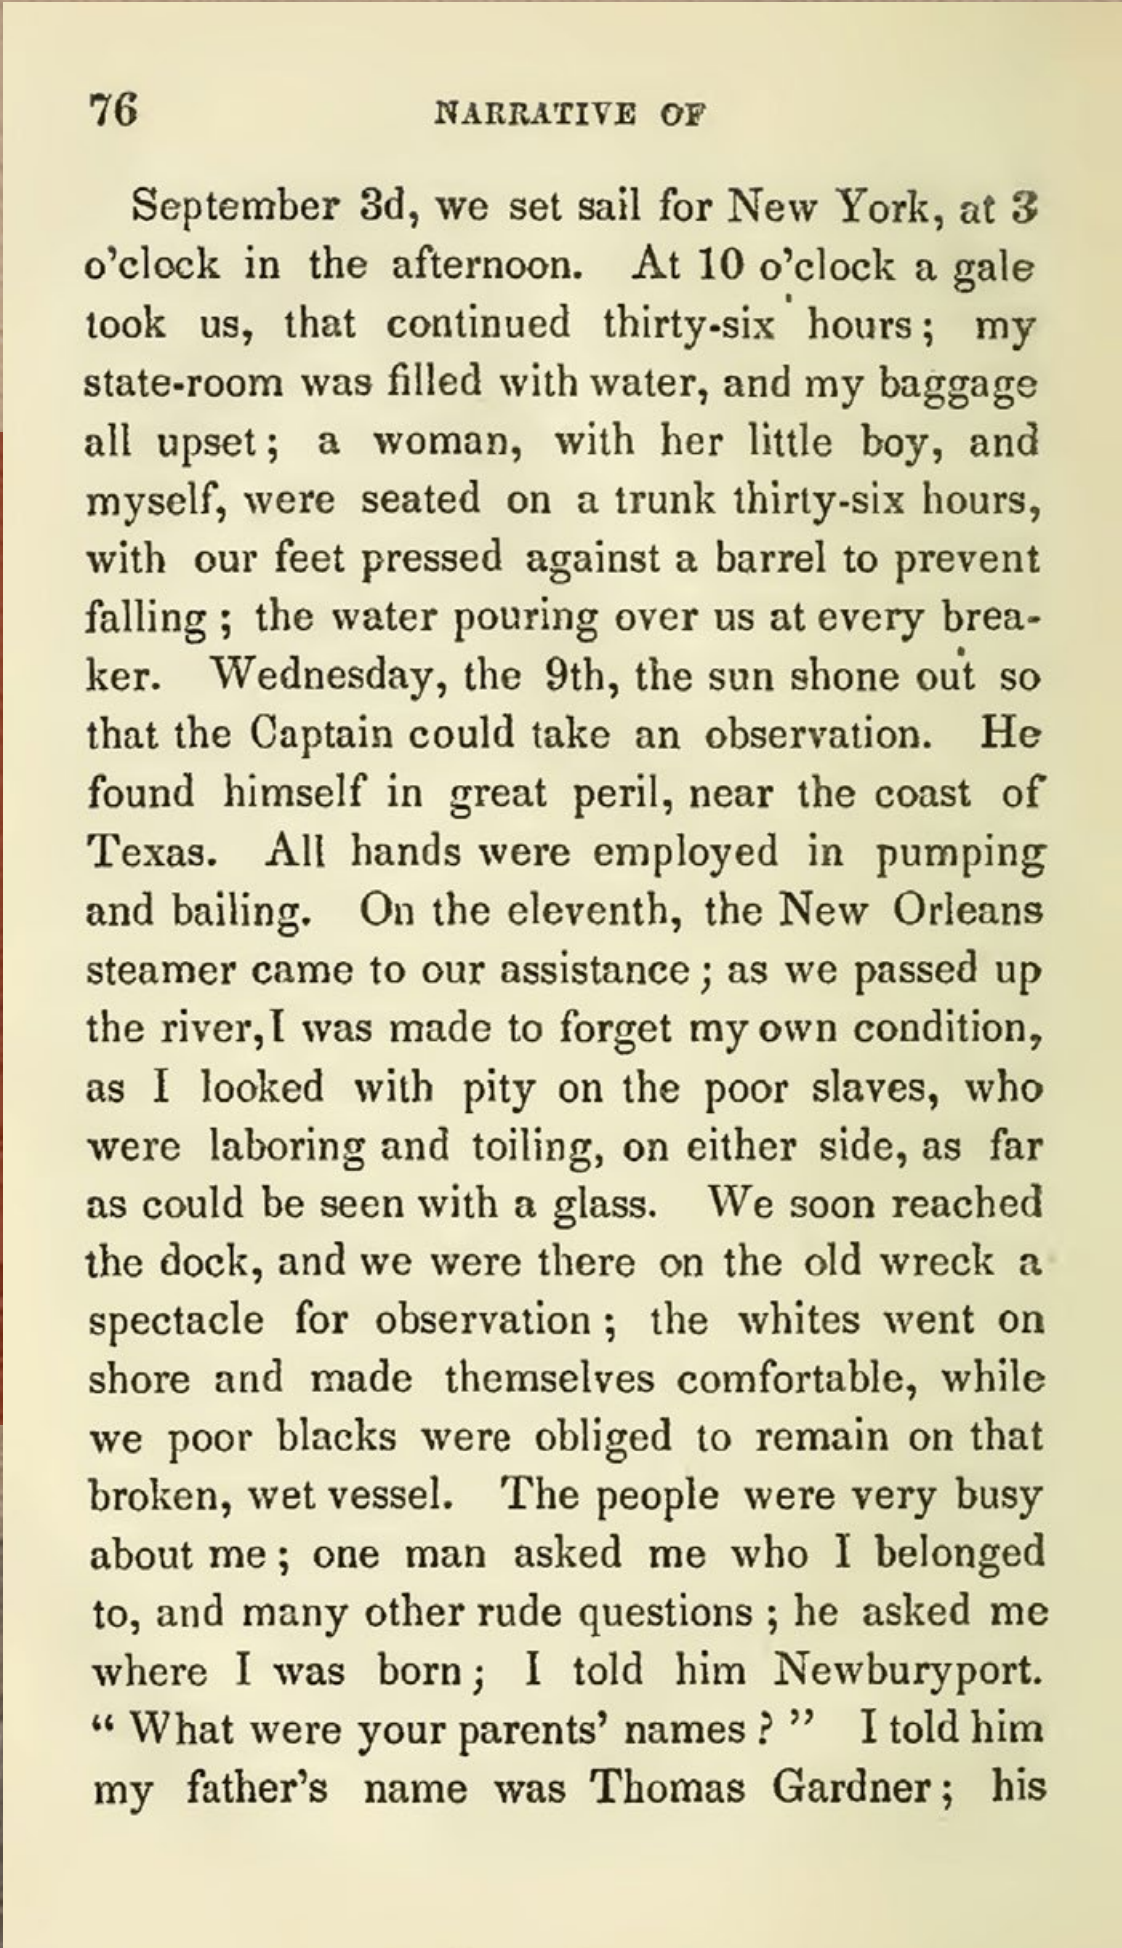 76 NARRATIVE OF
September 3d, we set sail for New York, at 3
o'clock in the afternoon. At 10 o'clock a gale
took us, that continued thirty-six hours; my
state-room was filled with water, and my baggage
all upset; a woman, with her little boy, and
myself, were seated on a trunk thirty-six hours,
with our feet pressed against a barrel to prevent
falling; the water pouring over us at every brea-
ker. Wednesday, the 9th, the sun shone out so
that the Captain could take an observation. He
found himself in great peril, near the coast of
Texas. All hands were employed in pumping
and bailing. On the eleventh, the New Orleans
steamer came to our assistance; as we passed up
the river, I was made to forget my own condition,
as I looked with pity on the poor slaves, who
were laboring and toiling, on either side, as far
as could be seen with a glass. We soon reached
the dock, and we were there on the old wreck a
spectacle for observation; the whites went on
shore and made themselves comfortable, while
we poor blacks were obliged to remain on that
broken, wet vessel. The people were very busy
about me; one man asked me who I belonged
to, and many other rude questions; he asked me
where I was born; I told him Newburyport.
"What were your parents' names?" I told him
my father's name was Thomas Gardner; his